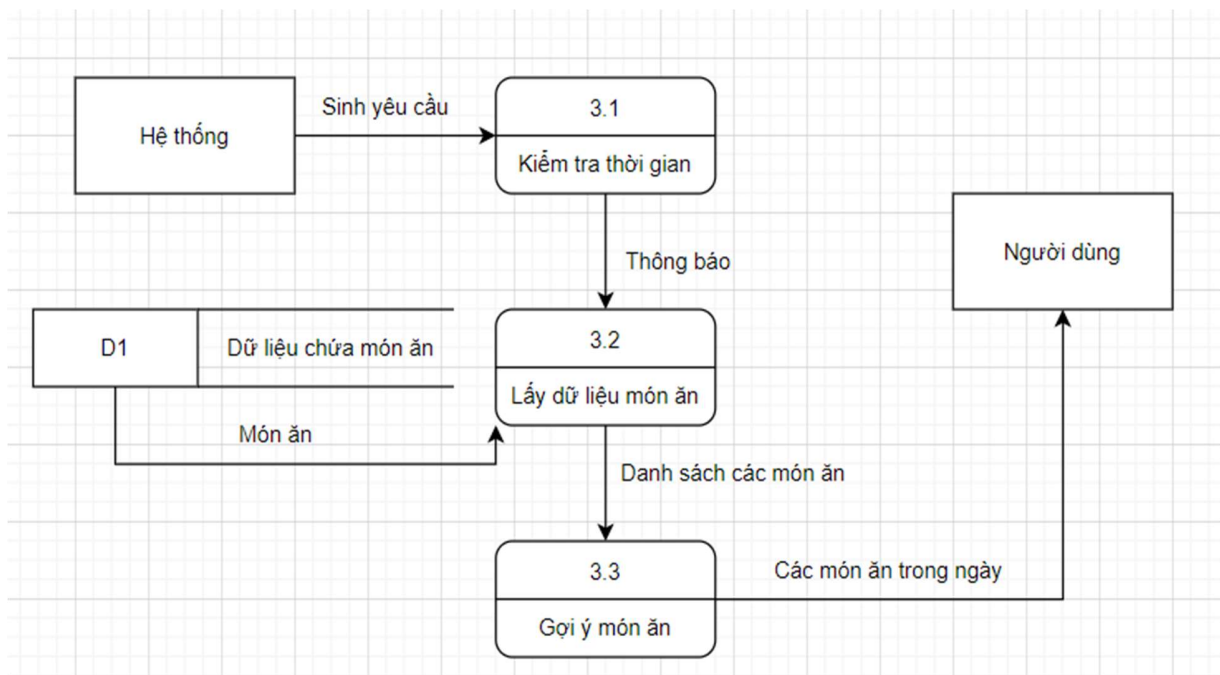 Sinh yêu cầu
3.1
Hệ thống
Kiểm tra thời gian
Thông báo
Người dùng
3.2
D1
Dữ liệu chứa món ăn
Lấy dữ liệu món ăn
Món ăn
Danh sách các món ăn
3.3
Các món ăn trong ngày
Gợi ý món ăn